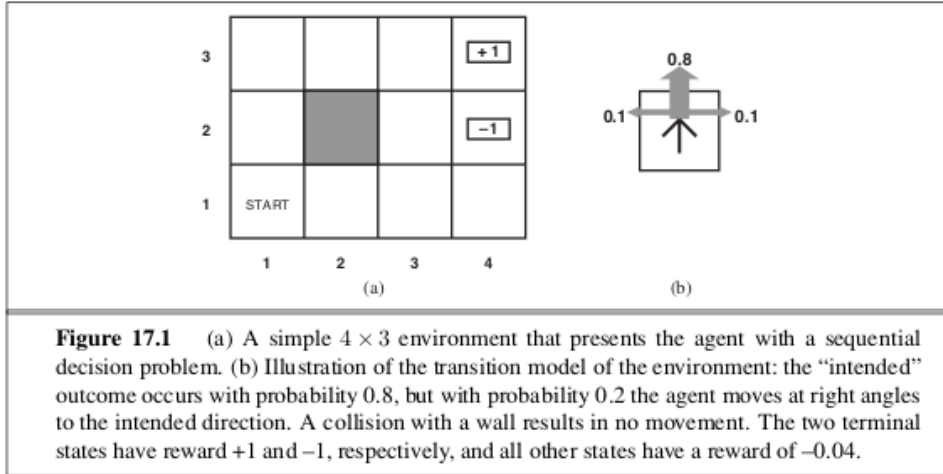 3
+ 1
0.8
2
–1
0.1
0.1
1
START
1 2 3 4
(a) (b)
Figure 17.1 (a) A simple 4 × 3 environment that presents the agent with a sequential
decision problem. (b) Illustration of the transition model of the environment: the “intended”
outcome occurs with probability 0.8, but with probability 0.2 the agent moves at right angles
to the intended direction. A collision with a wall results in no movement. The two terminal
states have reward +1 and –1, respectively, and all other states have a reward of –0.04.